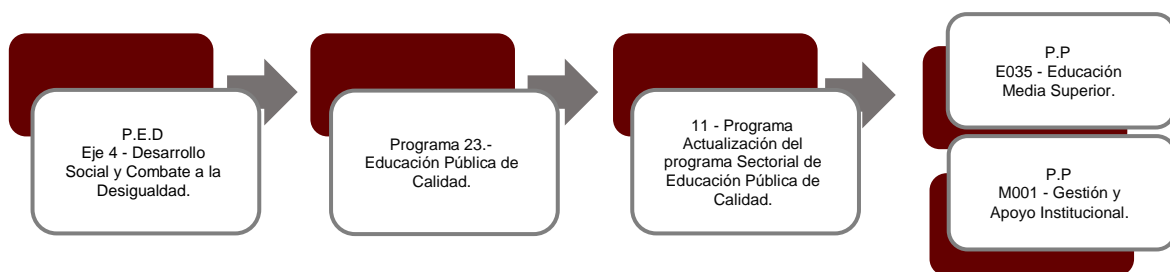 P.E.D
Eje 4 - Desarrollo
Social y Combate a la
Desigualdad.
Programa 23.-
Educación Pública de
Calidad.
11 - Programa
Actualización del
programa Sectorial de
Educación Pública de
Calidad.
P.P
E035 - Educación
Media Superior.
P.P
M001 - Gestión y
Apoyo Institucional.